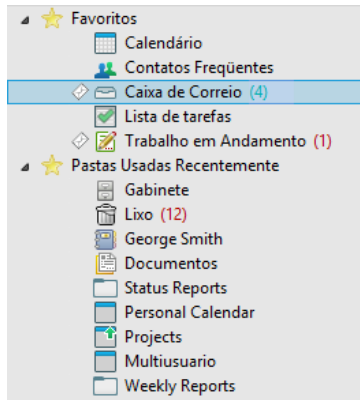 Favoritos
Calendário
Contatos Freqüentes
Caixa de Correio (4)
Lista de tarefas
Trabalho em Andamento (1)
Pastas Usadas Recentemente
Gabinete
Lixo (12)
George Smith
Documentos
Status Reports
Personal Calendar
Projects
Multiusuario
Weekly Reports